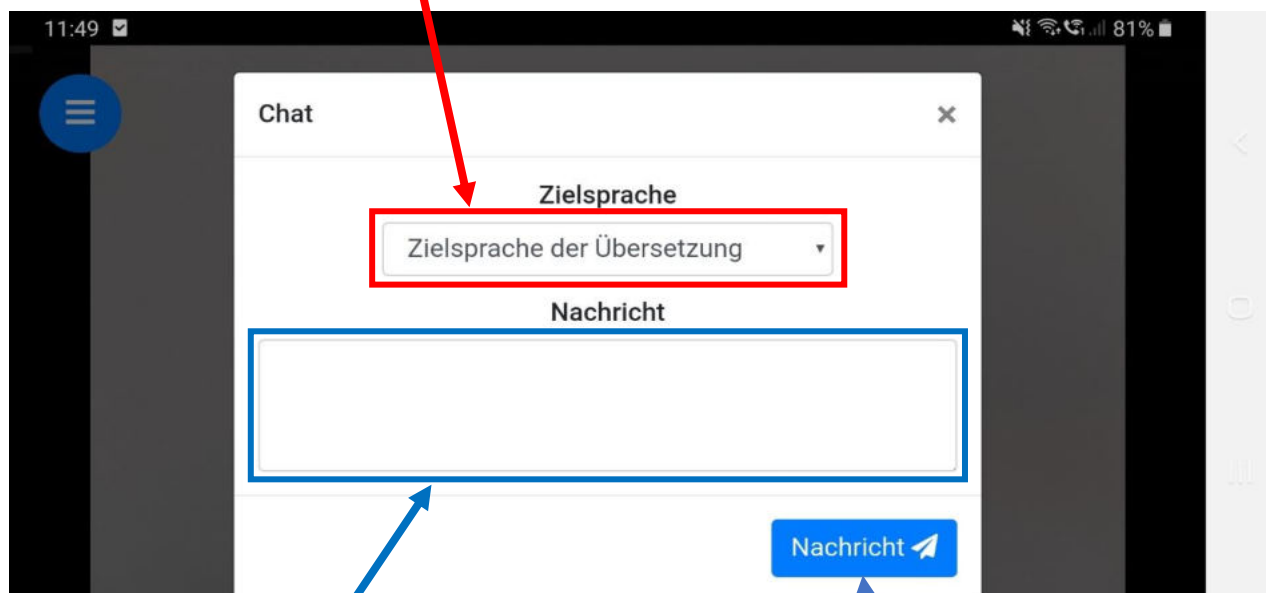 11:49 81%
Chat ×
Zielsprache
Zielsprache der Übersetzung
Nachricht
Nachricht